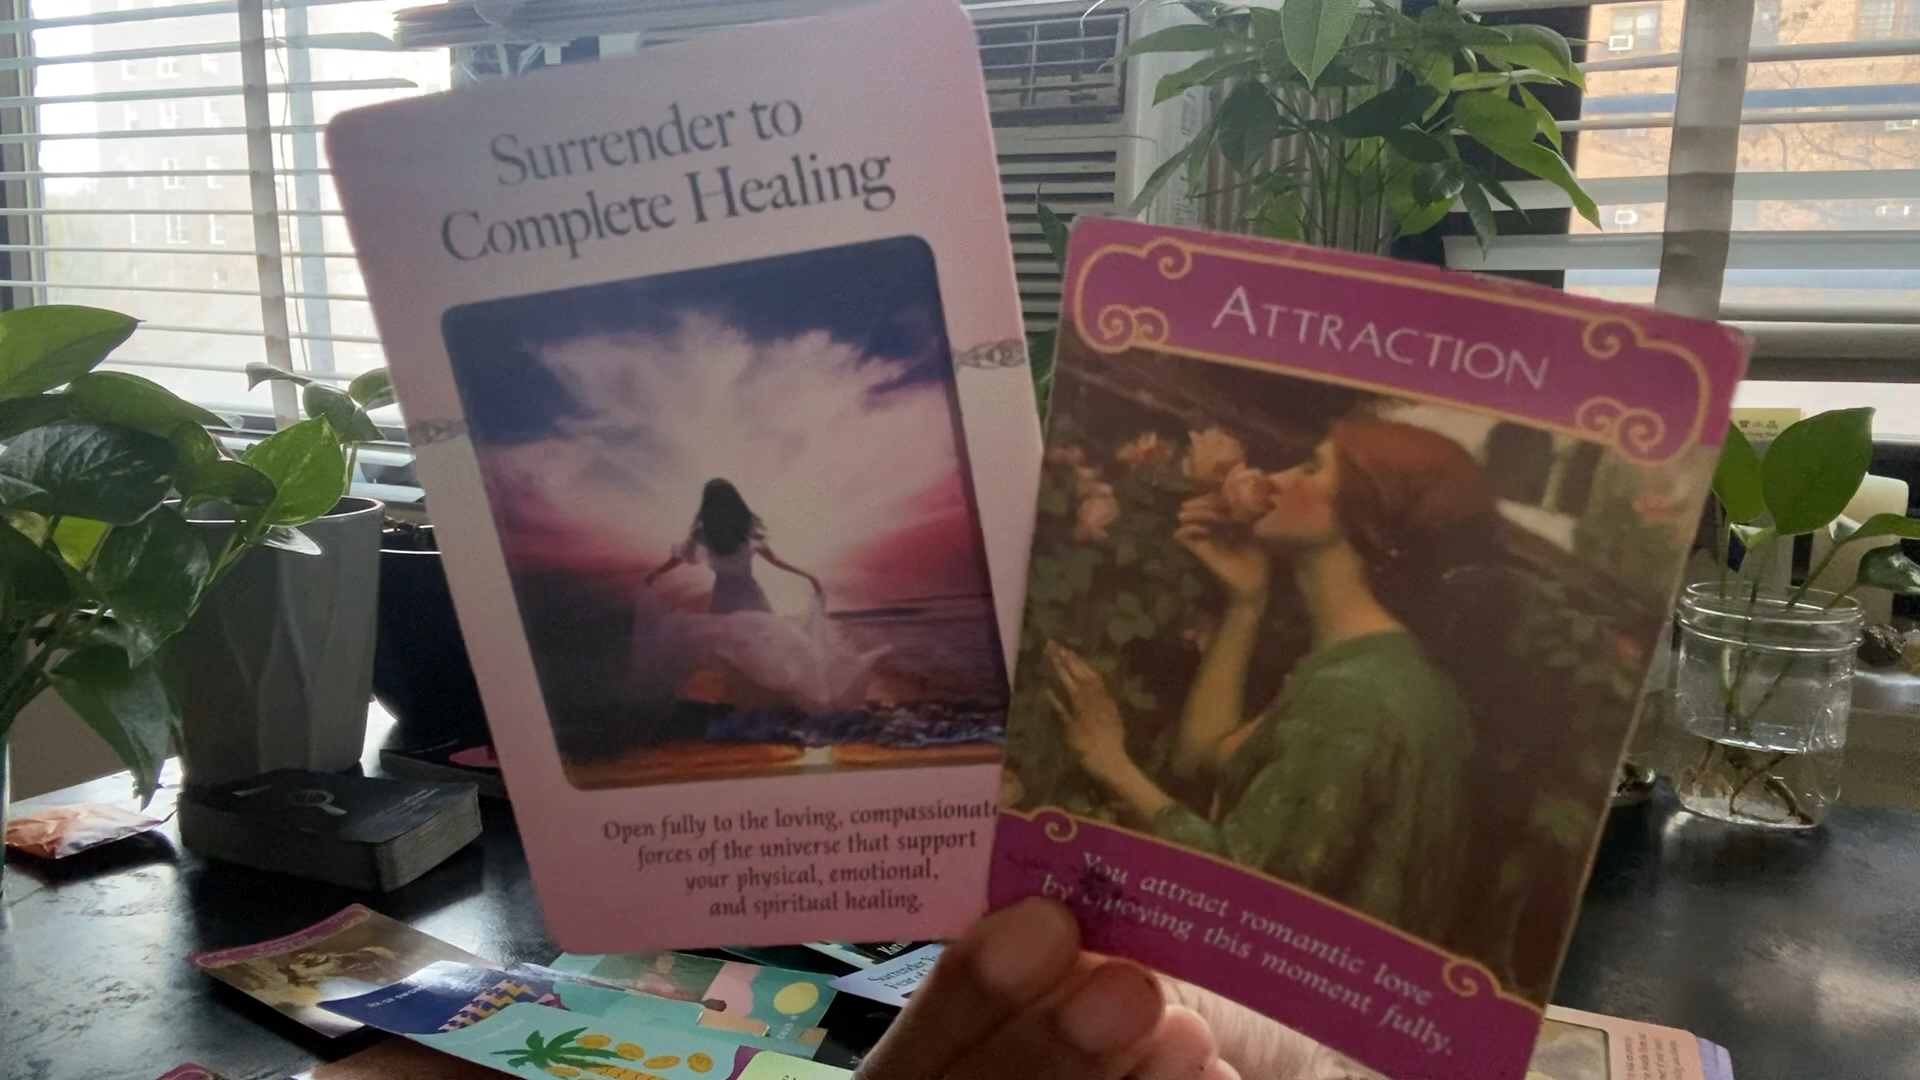 Surrender to
Complete Healing
Open fully to the loving, compassionate
forces of the universe that support
your physical, emotional,
and spiritual healing.
ATTRACTION
You attract romantic love
by enjoying this moment fully.